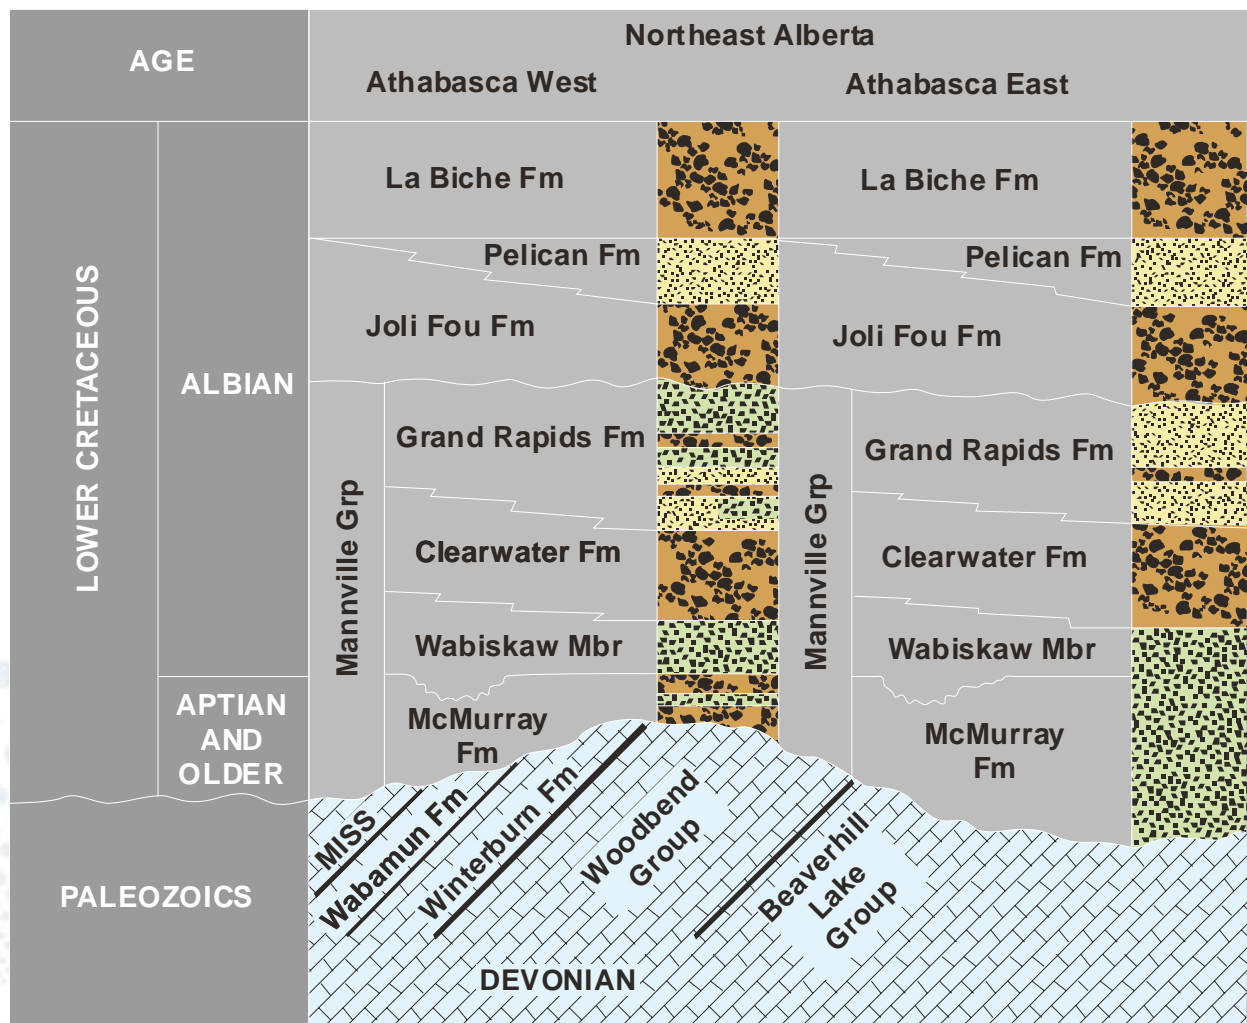 AGE
Northeast Alberta
Athabasca West
Athabasca East
LOWER CRETACEOUS
ALBIAN
APTIAN
AND
OLDER
PALEOZOICS
La Biche Fm
Pelican Fm
Joli Fou Fm
Mannville Grp
Grand Rapids Fm
Clearwater Fm
Wabiskaw Mbr
McMurray
Fm
La Biche Fm
Pelican Fm
Joli Fou Fm
Mannville Grp
Grand Rapids Fm
Clearwater Fm
Wabiskaw Mbr
McMurray
Fm
MISS
Wabamun Fm
Winterburn Fm
Woodbend
Group
Beaverhill
Lake
Group
DEVONIAN